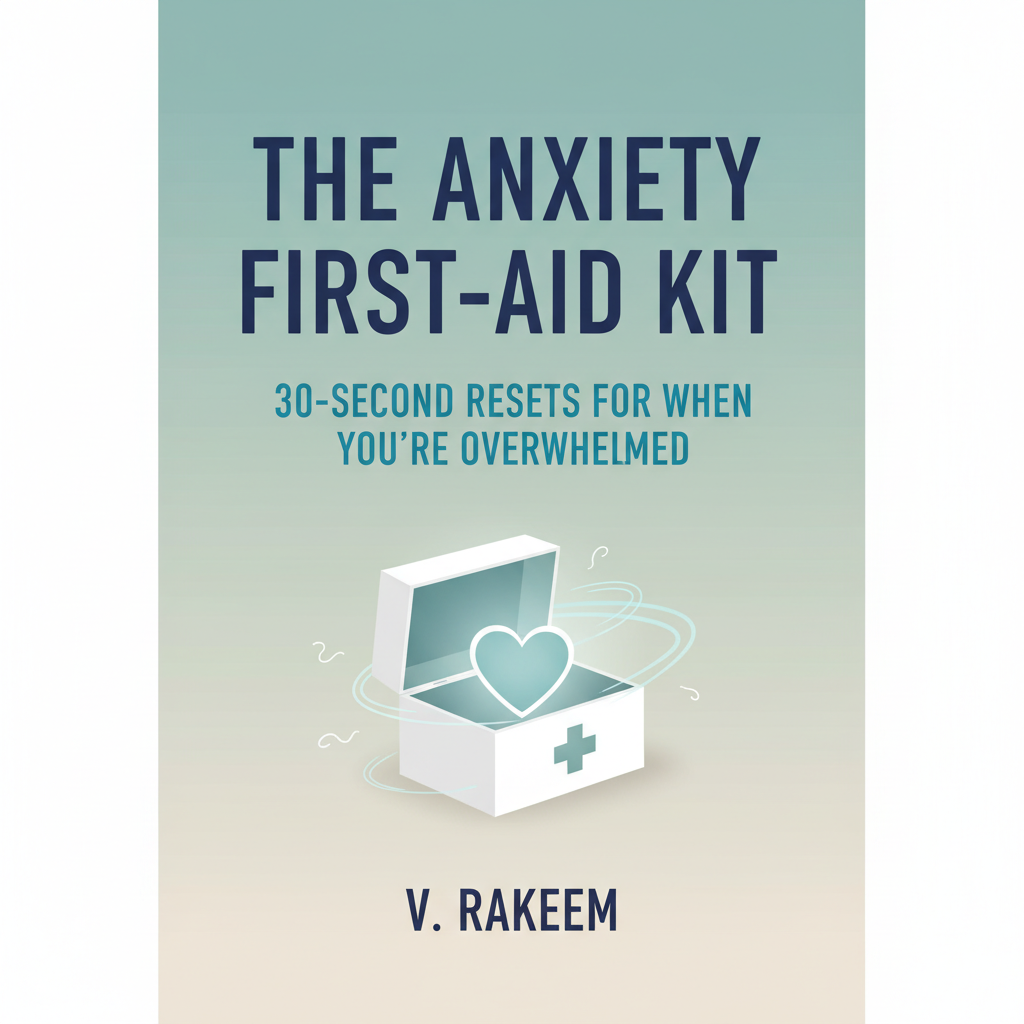 THE ANXIETY
FIRST-AID KIT
30-SECOND RESETS FOR WHEN
YOU'RE OVERWHELMED
V. RAKEEM